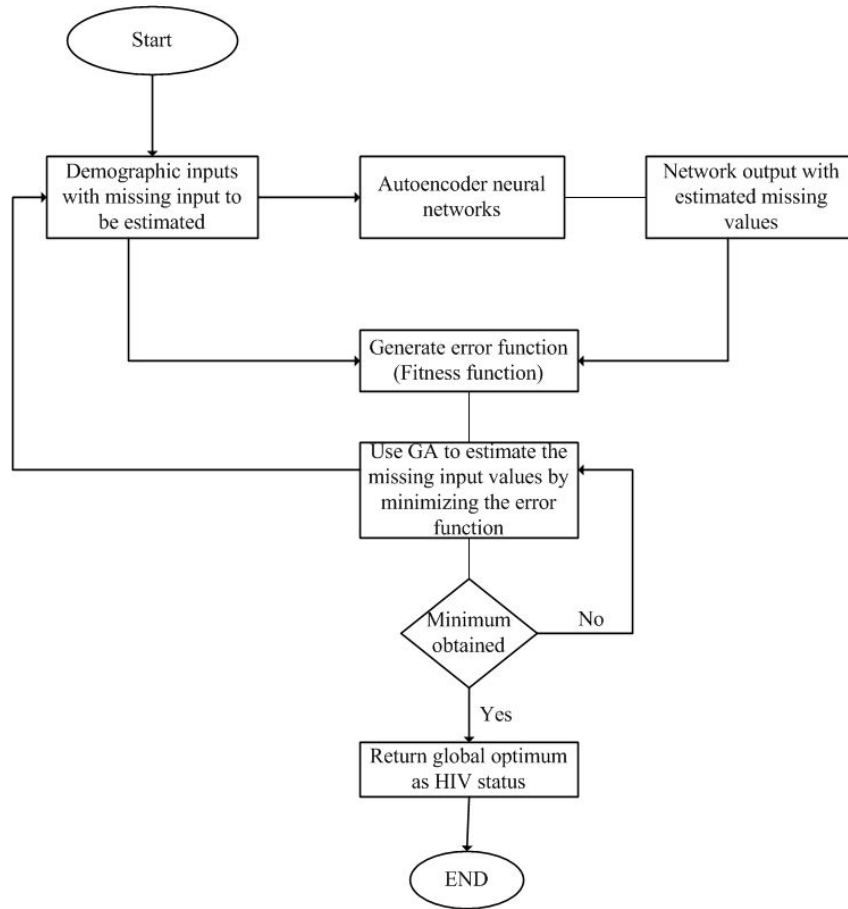 Start
Demographic inputs
with missing input to
be estimated
Autoencoder neural
networks
Network output with
estimated missing
values
Generate error function
(Fitness function)
Use GA to estimate the
missing input values by
minimizing the error
function
Minimum
obtained
No
Yes
Return global optimum
as HIV status
END